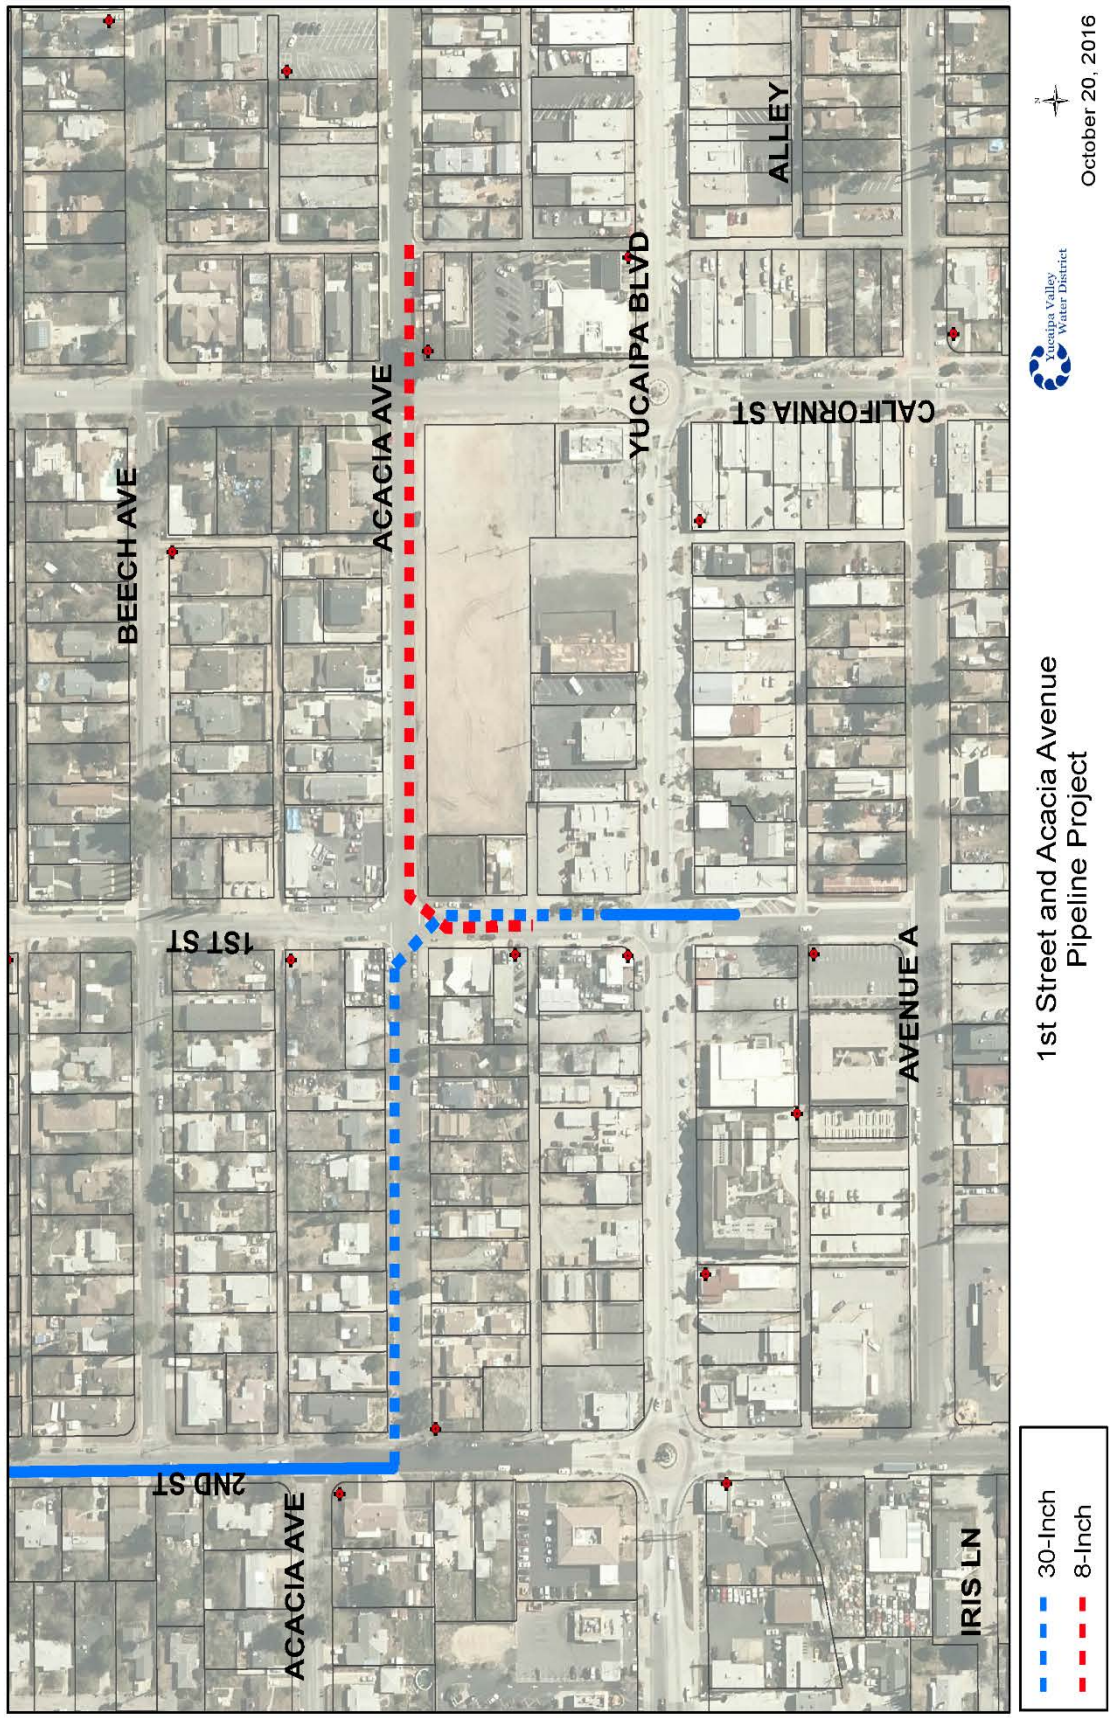 BEECH AVE
ACACIA AVE
ALLEY
YUCAIPA BLVD
CALIFORNIA ST
1ST ST
2ND ST
ACACIA AVE
AVENUE A
IRIS LN
30-Inch
8-Inch
1st Street and Acacia Avenue
Pipeline Project
Yucaipa Valley
Water District
N
October 20, 2016